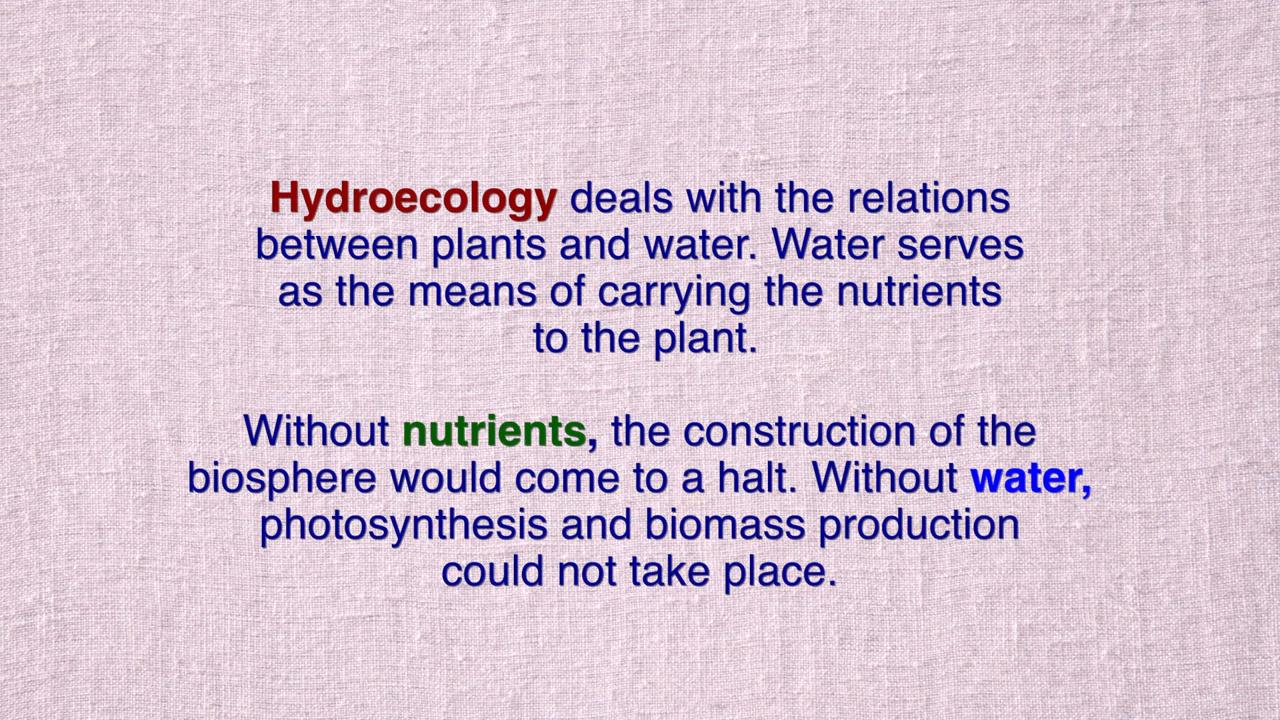 Hydroecology deals with the relations
between plants and water. Water serves
as the means of carrying the nutrients
to the plant.
Without nutrients, the construction of the
biosphere would come to a halt. Without water,
photosynthesis and biomass production
could not take place.